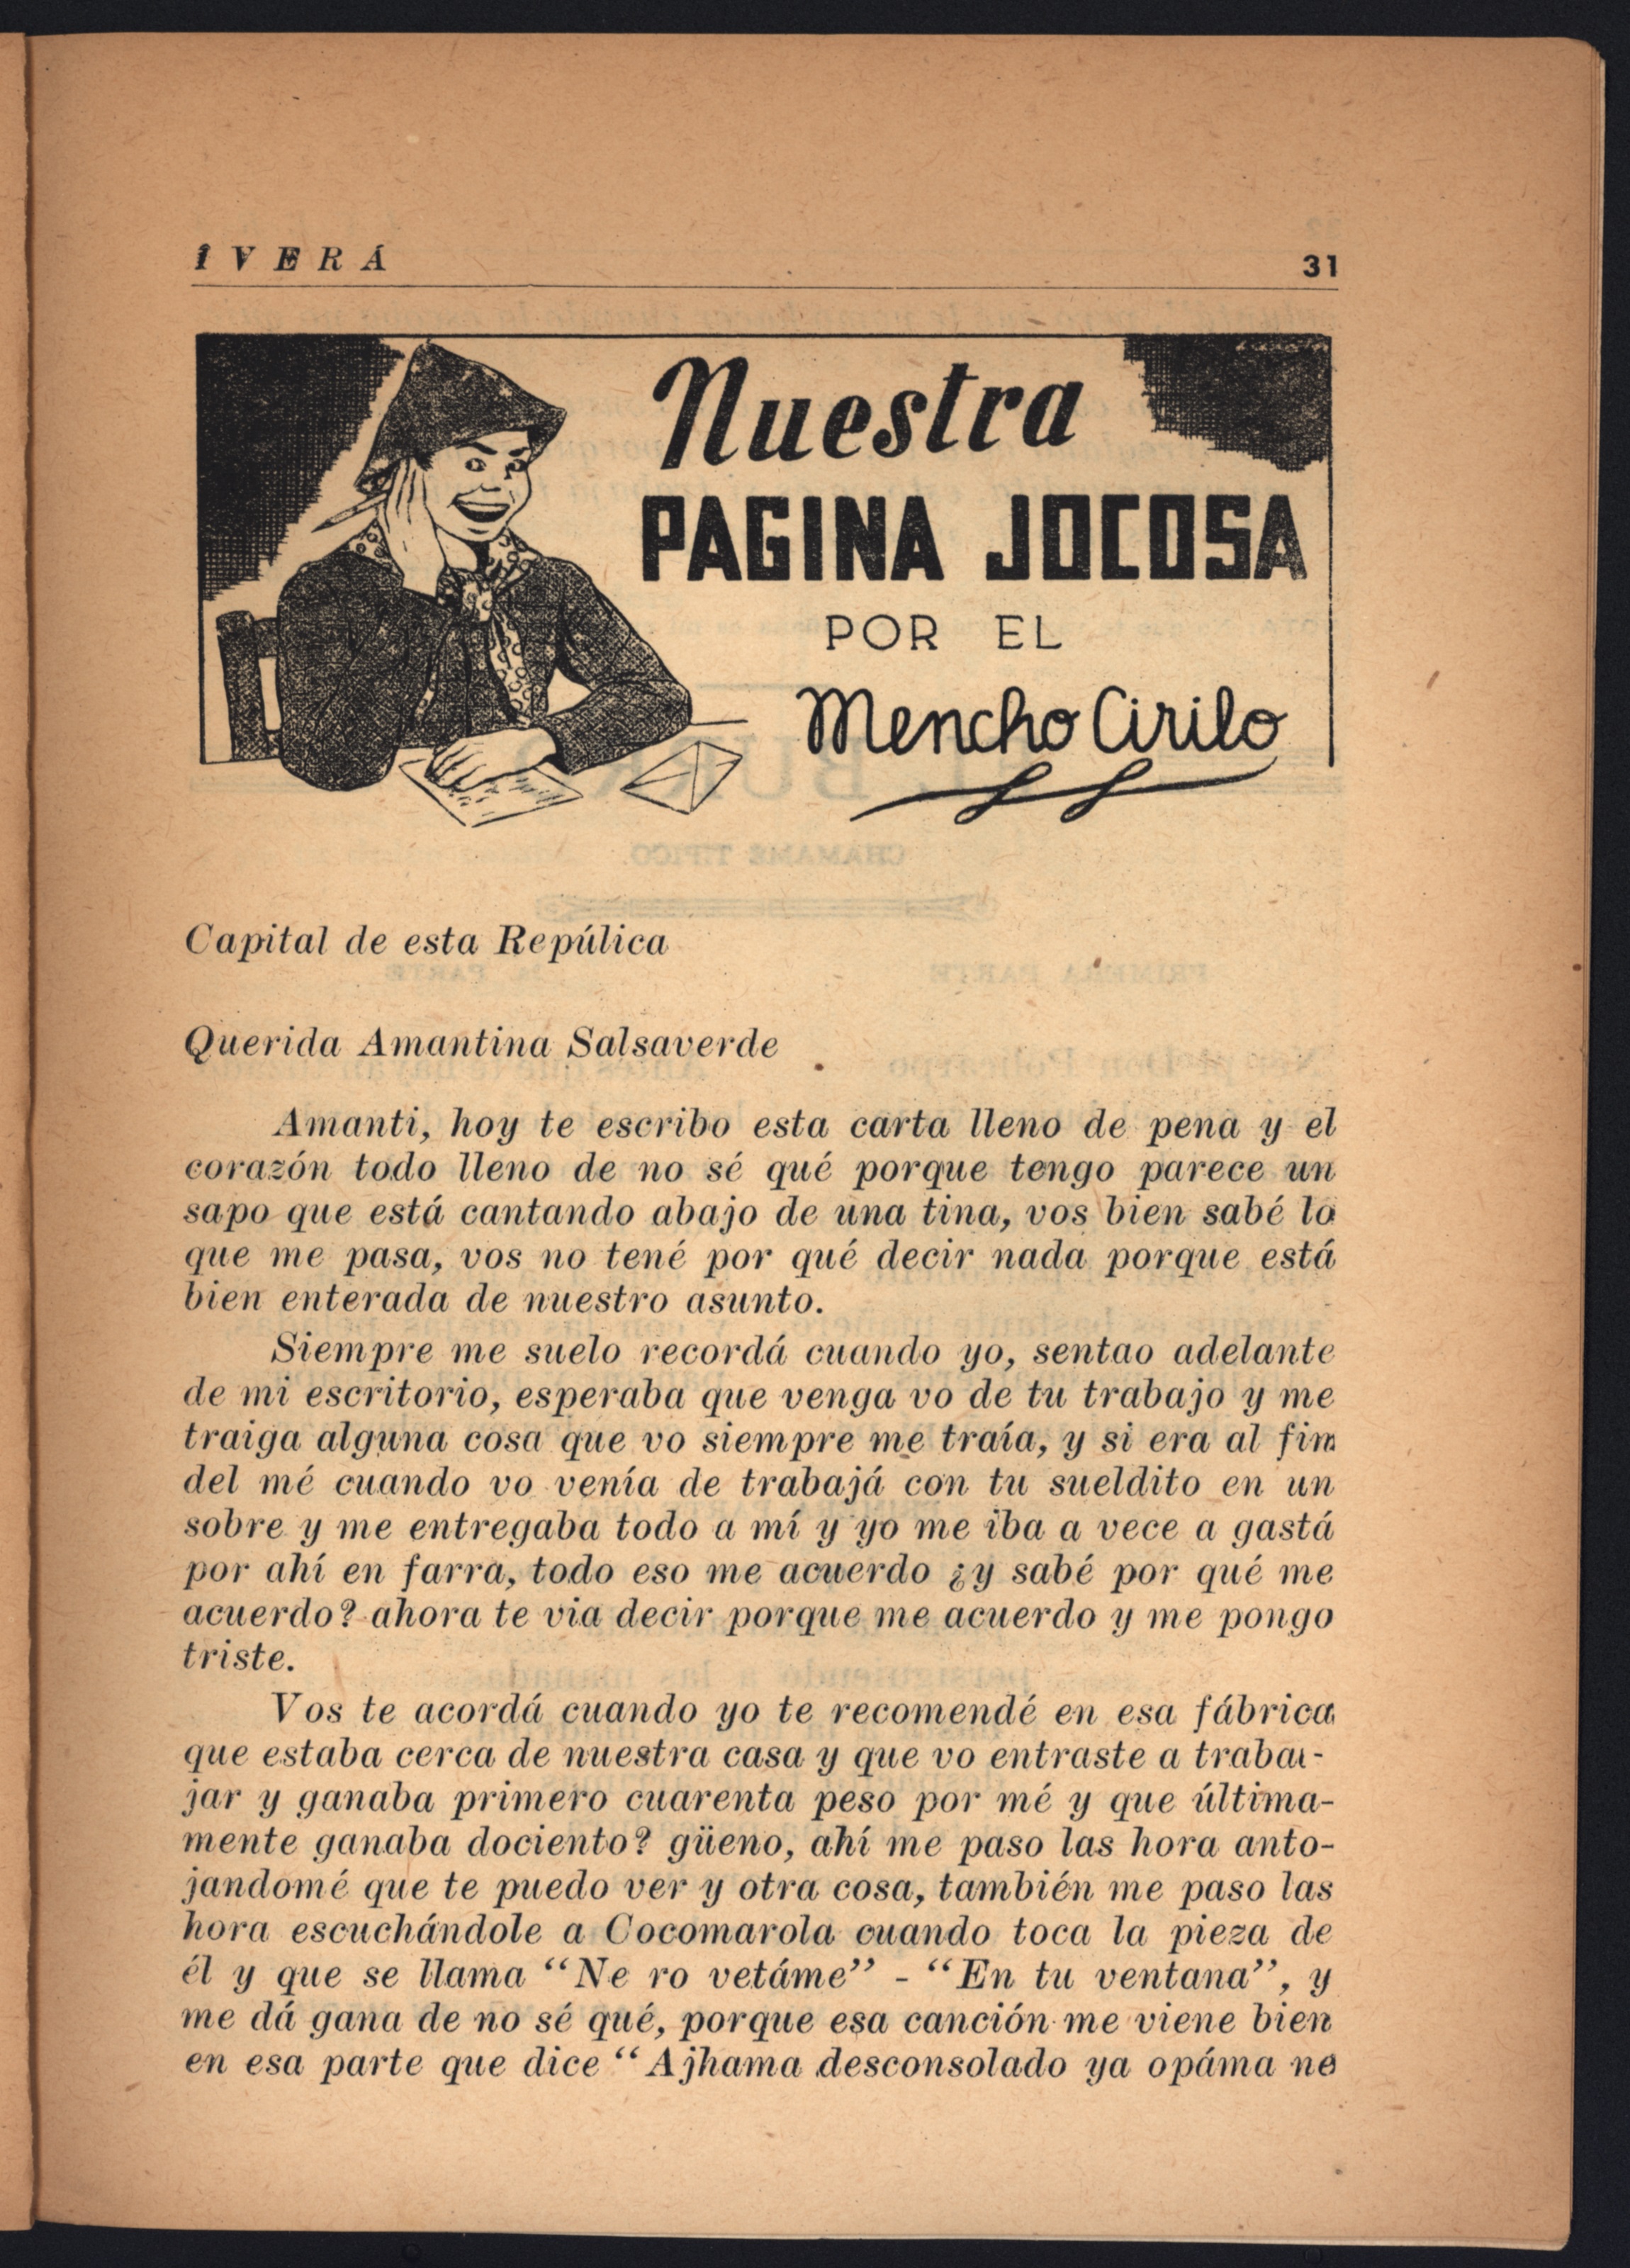 IVERÁ
31
Nuestra
PAGINA JOCOSA
POR EL
Mencho Cirilo
Capital de esta Repúlica
Querida Amantina Salsaverde
Amanti, hoy te escribo esta carta lleno de pena y el
corazón todo lleno de no sé qué porque tengo parece un
sapo que está cantando abajo de una tina, vos bien sabé lo
que me pasa, vos no tené por qué decir nada porque está
bien enterada de nuestro asunto.
Siempre me suelo recordá cuando yo, sentao adelante
de mi escritorio, esperaba que venga vo de tu trabajo y me
traiga alguna cosa que vo siempre me traía, y si era al fin
del mé cuando vo venía de trabajá con tu sueldito en un
sobre y me entregaba todo a mí y yo me iba a vece a gastá
por ahí en farra, todo eso me acuerdo ¿y sabé por qué me
acuerdo? ahora te via decir porque me acuerdo y me pongo
triste.
Vos te acordá cuando yo te recomendé en esa fábrica
que estaba cerca de nuestra casa y que vo entraste a traba-
jar y ganaba primero cuarenta peso por mé y que última-
mente ganaba dociento? güeno, ahí me paso las hora anto-
jandomé que te puedo ver y otra cosa, también me paso las
hora escuchándole a Cocomarola cuando toca la pieza de
él y que se llama “Ne ro vetáme” - “En tu ventana”, y
me dá gana de no sé qué, porque esa canción me viene bien
en esa parte que dice “Ajhama desconsolado ya opáma ne